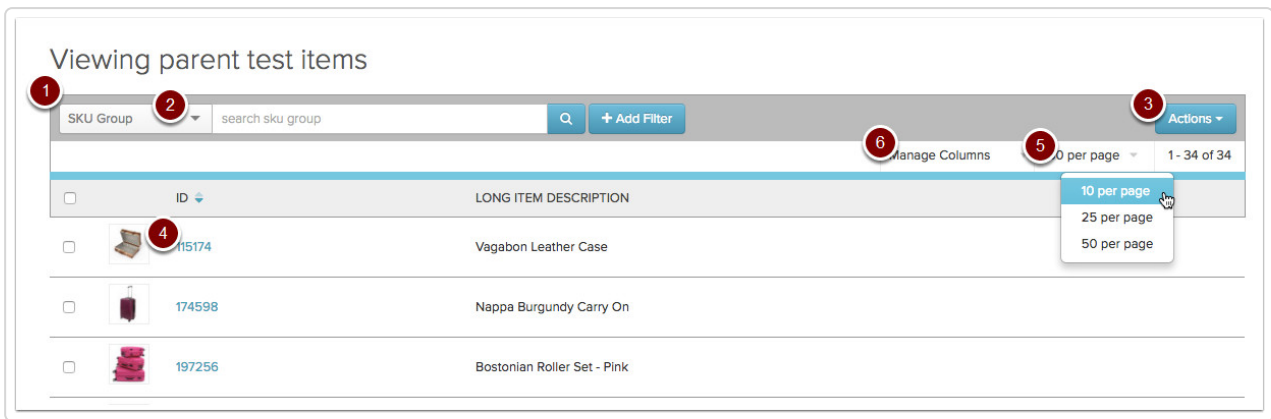 Viewing parent test items
1
2
3
SKU Group
search sku group
+ Add Filter
Actions
6
5
Manage Columns
0 per page
1 - 34 of 34
10 per page
25 per page
50 per page
ID
LONG ITEM DESCRIPTION
4
115174
Vagabon Leather Case
174598
Nappa Burgundy Carry On
197256
Bostonian Roller Set - Pink